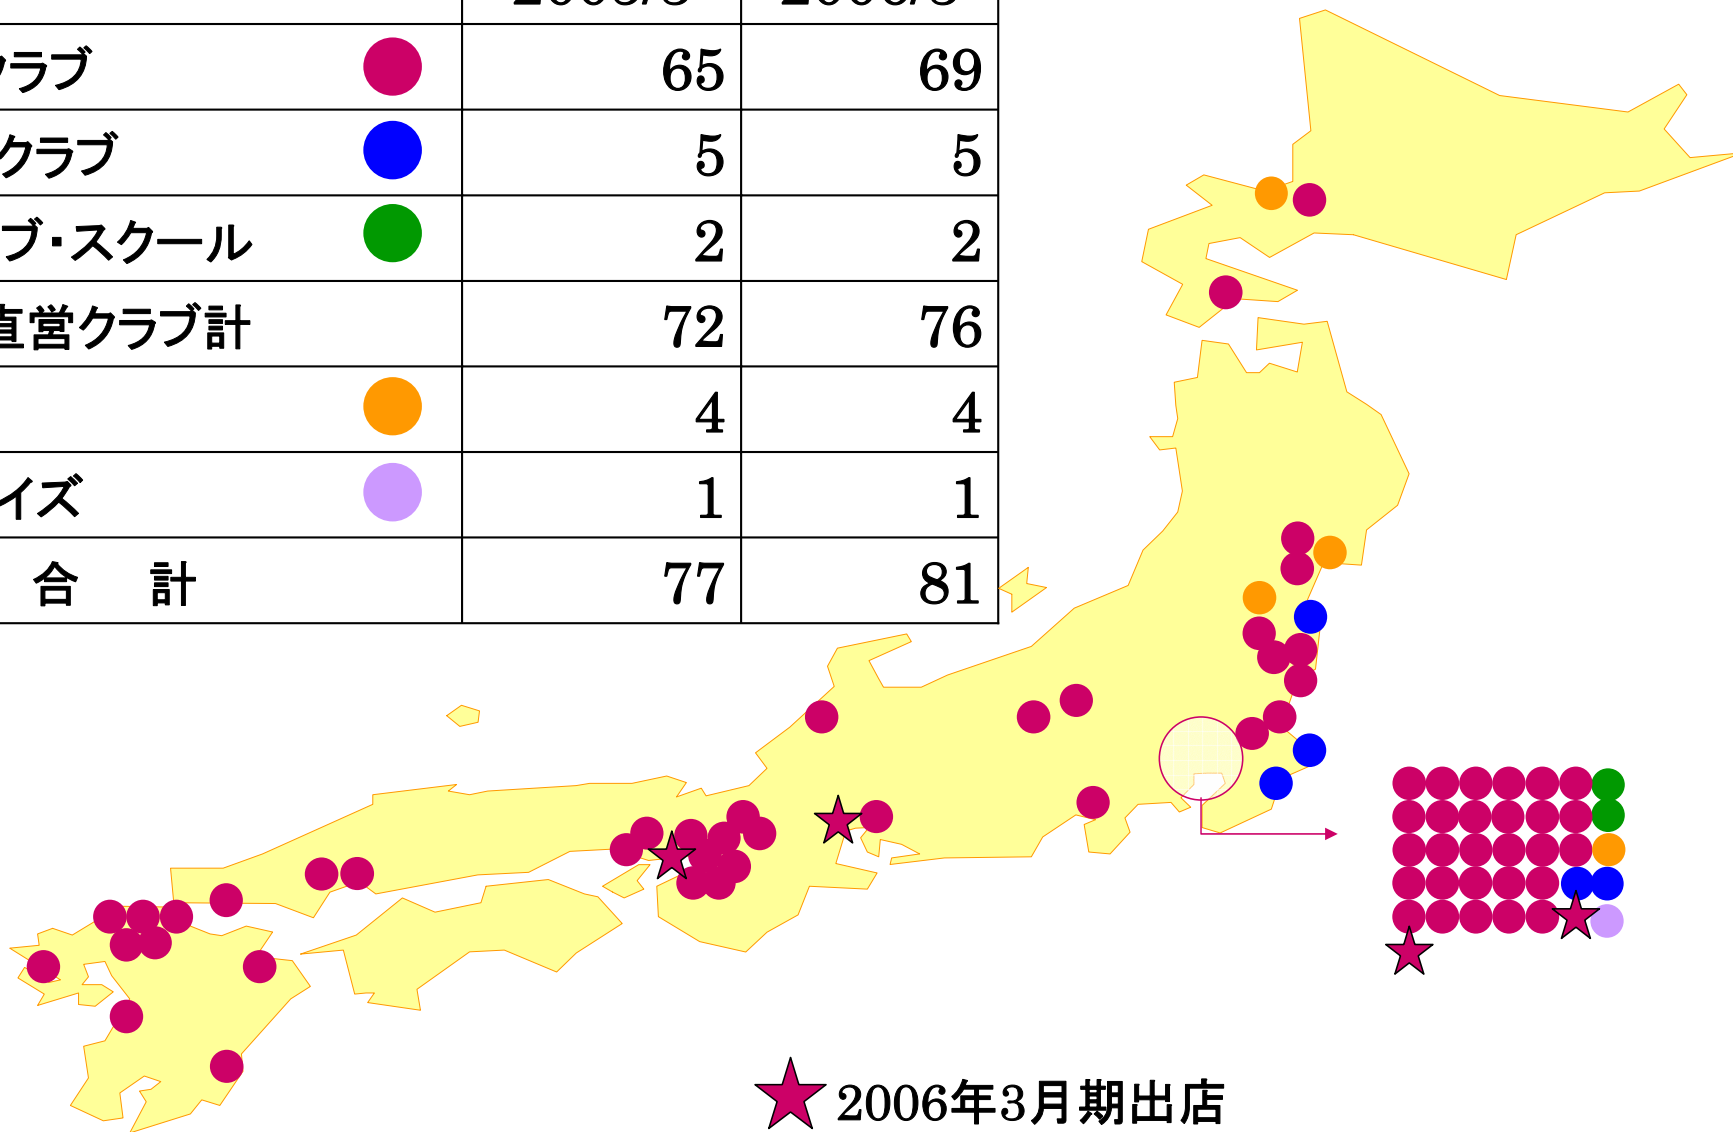 クラブ 65 69
クラブ 5 5
ブ・スクール 2 2
直営クラブ計 72 76
4 4
イズ 1 1
合 計 77 81
2006年3月期出店